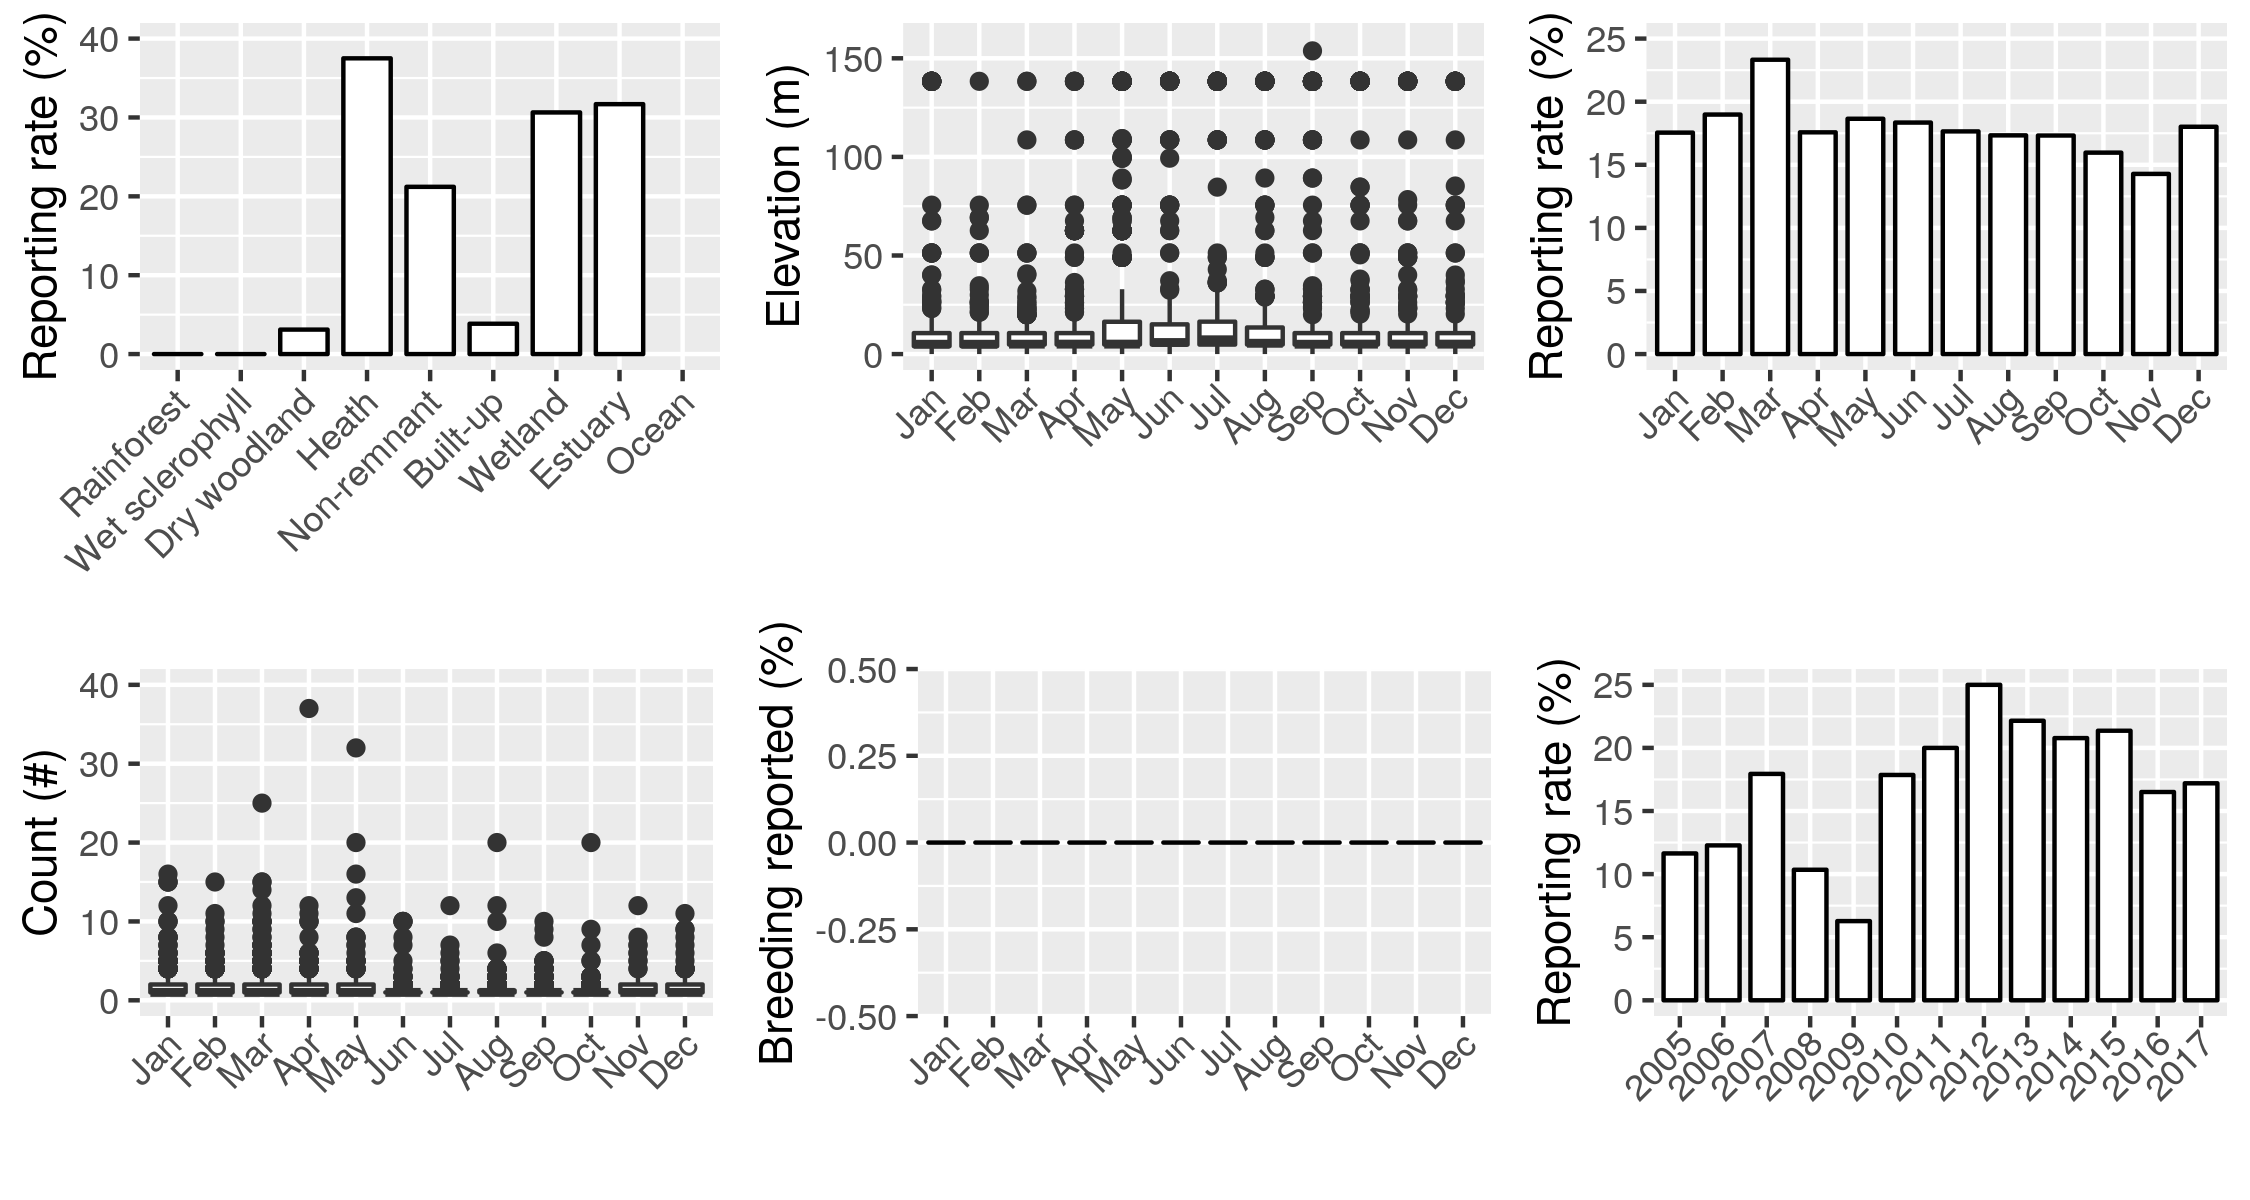 Reporting rate (%)
40
30
20
10
0
Rainforest
Wet sclerophyll
Dry woodland
Heath
Non-remnant
Built-up
Wetland
Estuary
Ocean
Elevation (m)
150
100
50
0
Jan
Feb
Mar
Apr
May
Jun
Jul
Aug
Sep
Oct
Nov
Dec
Reporting rate (%)
25
20
15
10
5
0
Jan
Feb
Mar
Apr
May
Jun
Jul
Aug
Sep
Oct
Nov
Dec
Count (#)
40
30
20
10
0
Jan
Feb
Mar
Apr
May
Jun
Jul
Aug
Sep
Oct
Nov
Dec
Breeding reported (%)
0.50
0.25
0.00
-0.25
-0.50
Jan
Feb
Mar
Apr
May
Jun
Jul
Aug
Sep
Oct
Nov
Dec
Reporting rate (%)
25
20
15
10
5
0
2005
2006
2007
2008
2009
2010
2011
2012
2013
2014
2015
2016
2017